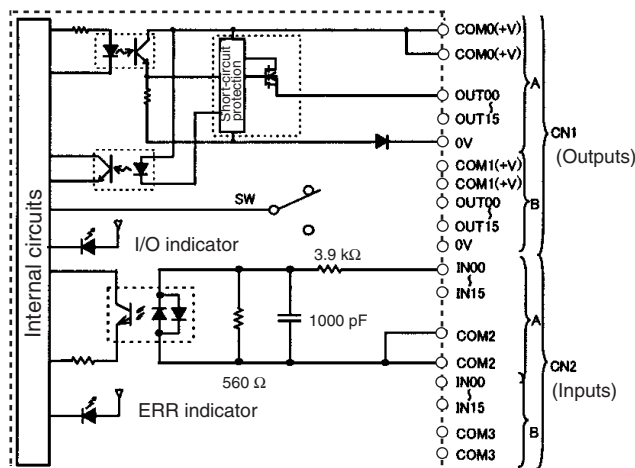 Internal circuits
Short-circuit protection
COM0(+V)
COM0(+V)
OUT00
~
OUT15
0V
A
COM1(+V)
COM1(+V)
OUT00
~
OUT15
0V
B
CN1
(Outputs)
SW
I/O indicator
3.9 kΩ
1000 pF
560 Ω
ERR indicator
IN00
~
IN15
COM2
COM2
A
IN00
~
IN15
COM3
COM3
B
CN2
(Inputs)